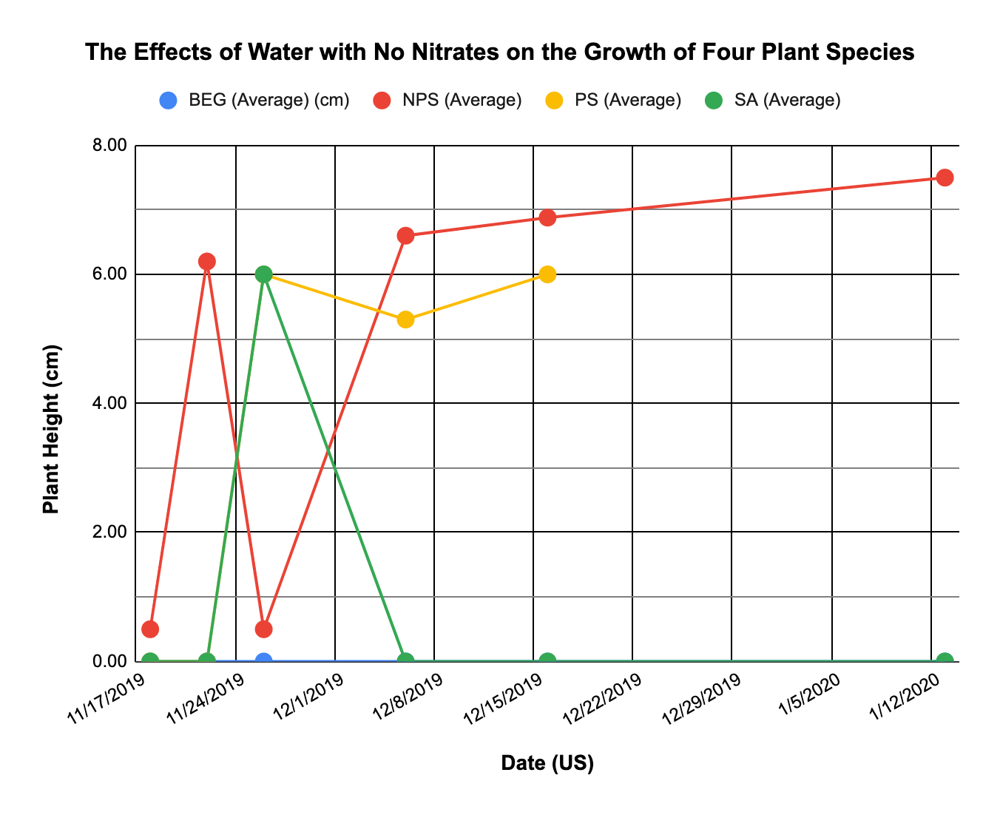 The Effects of Water with No Nitrates on the Growth of Four Plant Species
BEG (Average) (cm) NPS (Average) PS (Average) SA (Average)
8.00
6.00
4.00
2.00
0.00
Plant Height (cm)
11/17/2019 11/24/2019 12/1/2019 12/8/2019 12/15/2019 12/22/2019 12/29/2019 1/5/2020 1/12/2020
Date (US)